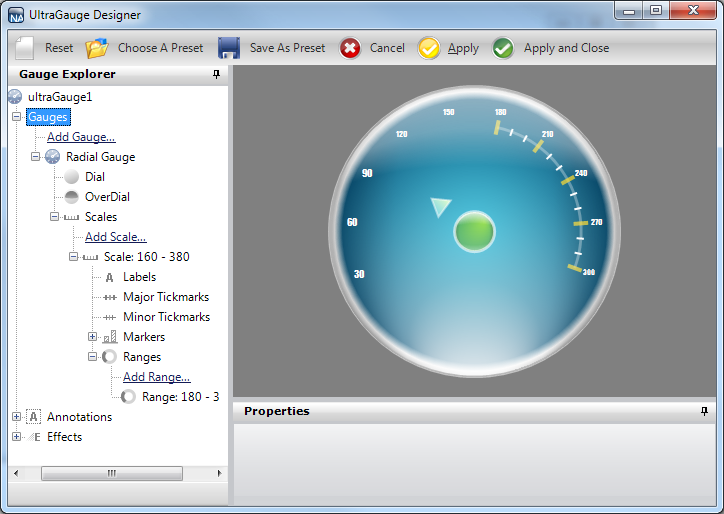 NA UltraGauge Designer
Reset Choose A Preset Save As Preset Cancel Apply Apply and Close
Gauge Explorer
ultraGauge1
Gauges
Add Gauge...
Radial Gauge
Dial
OverDial
Scales
Add Scale...
Scale: 160 - 380
A Labels
Major Tickmarks
Minor Tickmarks
Markers
Ranges
Add Range...
Range: 180 - 3
A Annotations
E Effects
30
60
90
120
150
180
210
240
270
300
Properties